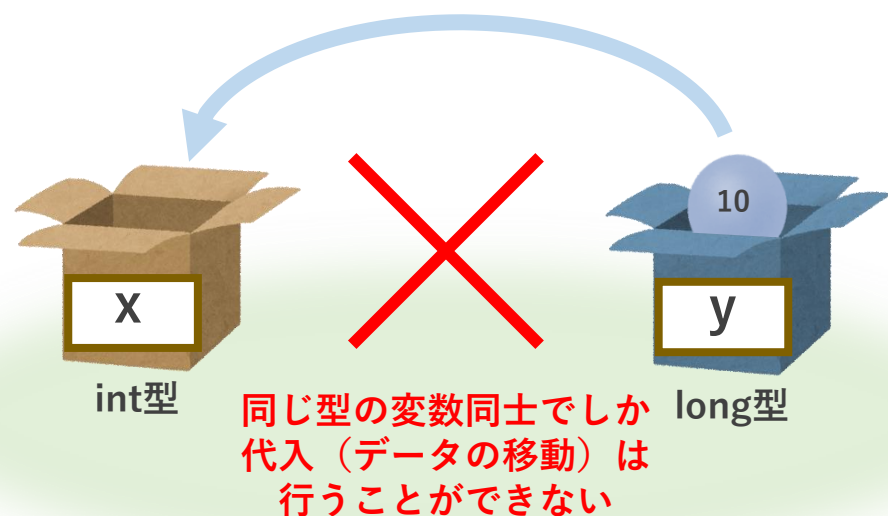 10
x
y
int型
long型
同じ型の変数同士でしか
代入（データの移動）は
行うことができない